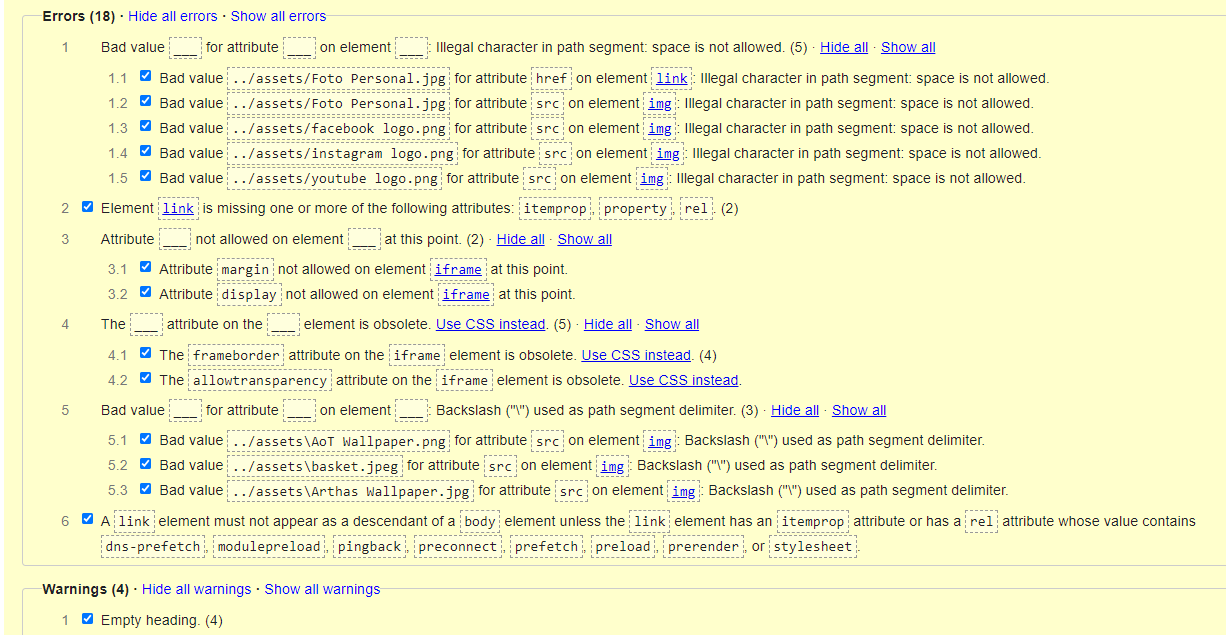 Errors (18) · Hide all errors · Show all errors
1 Bad value ___ for attribute ___ on element ___: Illegal character in path segment: space is not allowed. (5) · Hide all · Show all
1.1 Bad value ../assets/Foto Personal.jpg for attribute href on element link: Illegal character in path segment: space is not allowed.
1.2 Bad value ../assets/Foto Personal.jpg for attribute src on element img: Illegal character in path segment: space is not allowed.
1.3 Bad value ../assets/facebook logo.png for attribute src on element img: Illegal character in path segment: space is not allowed.
1.4 Bad value ../assets/instagram logo.png for attribute src on element img: Illegal character in path segment: space is not allowed.
1.5 Bad value ../assets/youtube logo.png for attribute src on element img: Illegal character in path segment: space is not allowed.
2 Element link is missing one or more of the following attributes: itemprop, property, rel. (2)
3 Attribute ___ not allowed on element ___ at this point. (2) · Hide all · Show all
3.1 Attribute margin not allowed on element iframe at this point.
3.2 Attribute display not allowed on element iframe at this point.
4 The ___ attribute on the ___ element is obsolete. Use CSS instead. (5) · Hide all · Show all
4.1 The frameborder attribute on the iframe element is obsolete. Use CSS instead. (4)
4.2 The allowtransparency attribute on the iframe element is obsolete. Use CSS instead.
5 Bad value ___ for attribute ___ on element ___: Backslash ("\") used as path segment delimiter. (3) · Hide all · Show all
5.1 Bad value ../assets\AoT Wallpaper.png for attribute src on element img: Backslash ("\") used as path segment delimiter.
5.2 Bad value ../assets\basket.jpeg for attribute src on element img: Backslash ("\") used as path segment delimiter.
5.3 Bad value ../assets\Arthas Wallpaper.jpg for attribute src on element img: Backslash ("\") used as path segment delimiter.
6 A link element must not appear as a descendant of a body element unless the link element has an itemprop attribute or has a rel attribute whose value contains
dns-prefetch, modulepreload, pingback, preconnect, prefetch, preload, prerender, or stylesheet.
Warnings (4) · Hide all warnings · Show all warnings
1 Empty heading. (4)